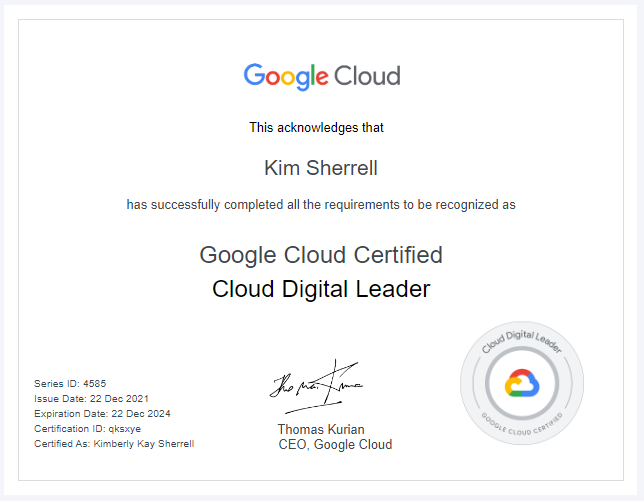 Google Cloud
This acknowledges that
Kim Sherrell
has successfully completed all the requirements to be recognized as
Google Cloud Certified
Cloud Digital Leader
Series ID: 4585
Issue Date: 22 Dec 2021
Expiration Date: 22 Dec 2024
Certification ID: qksxye
Certified As: Kimberly Kay Sherrell
Thomas Kurian
CEO, Google Cloud
Cloud Digital Leader
GOOGLE CLOUD CERTIFIED